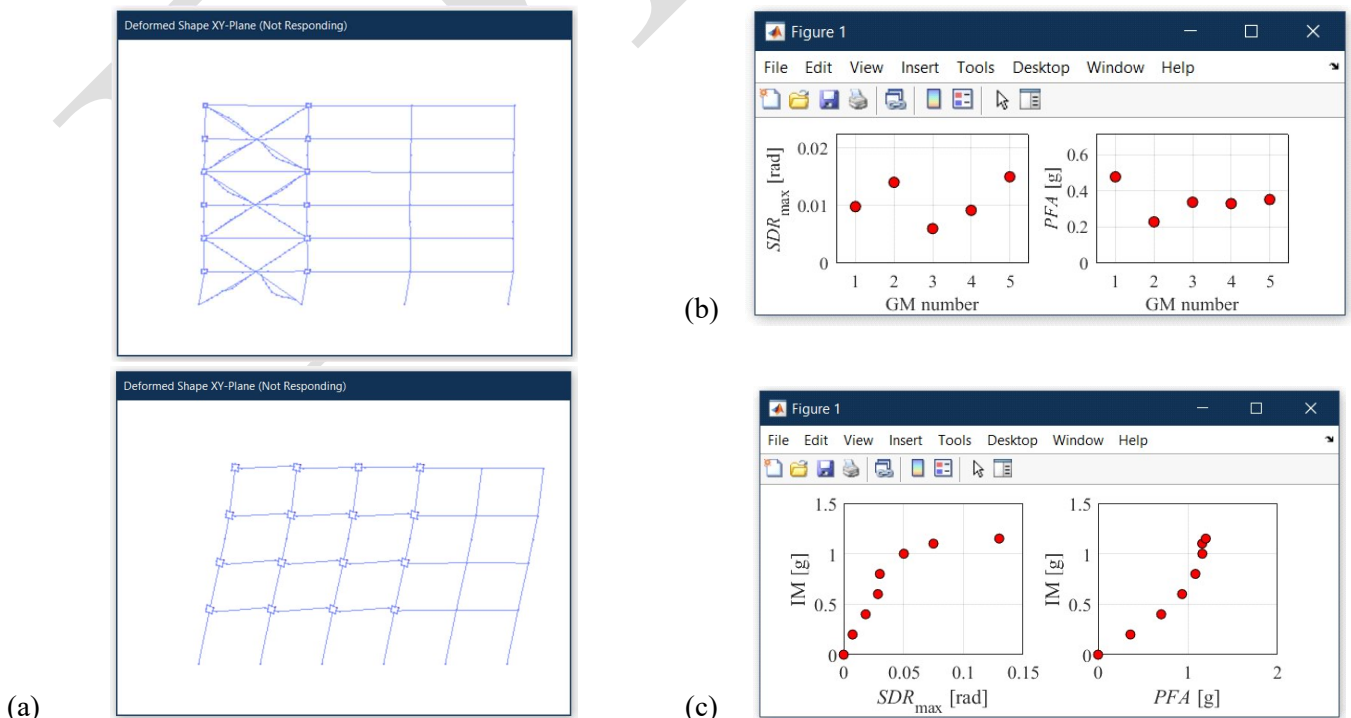 Deformed Shape XY-Plane (Not Responding)
Deformed Shape XY-Plane (Not Responding)
(a)
Figure 1
File Edit View Insert Tools Desktop Window Help
SDRmax [rad]
0.02
0.01
0
1 2 3 4 5
GM number
PFA [g]
0.6
0.4
0.2
0
1 2 3 4 5
GM number
(b)
Figure 1
File Edit View Insert Tools Desktop Window Help
IM [g]
1.5
1
0.5
0
0 0.05 0.1 0.15
SDRmax [rad]
IM [g]
1.5
1
0.5
0
0 1 2
PFA [g]
(c)